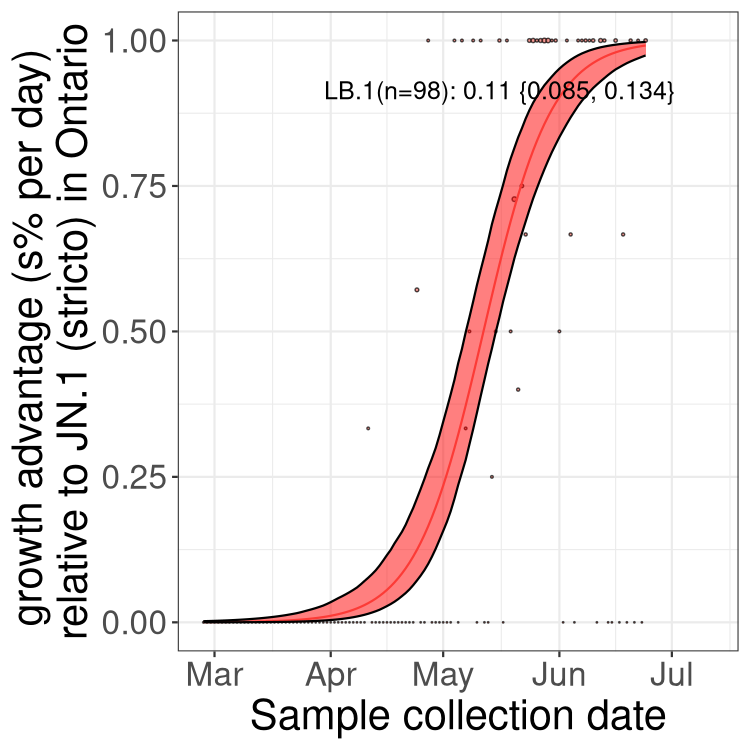 growth advantage (s% per day)
relative to JN.1 (stricto) in Ontario
1.00
0.75
0.50
0.25
0.00
LB.1(n=98): 0.11 {0.085, 0.134}
Mar Apr May Jun Jul
Sample collection date